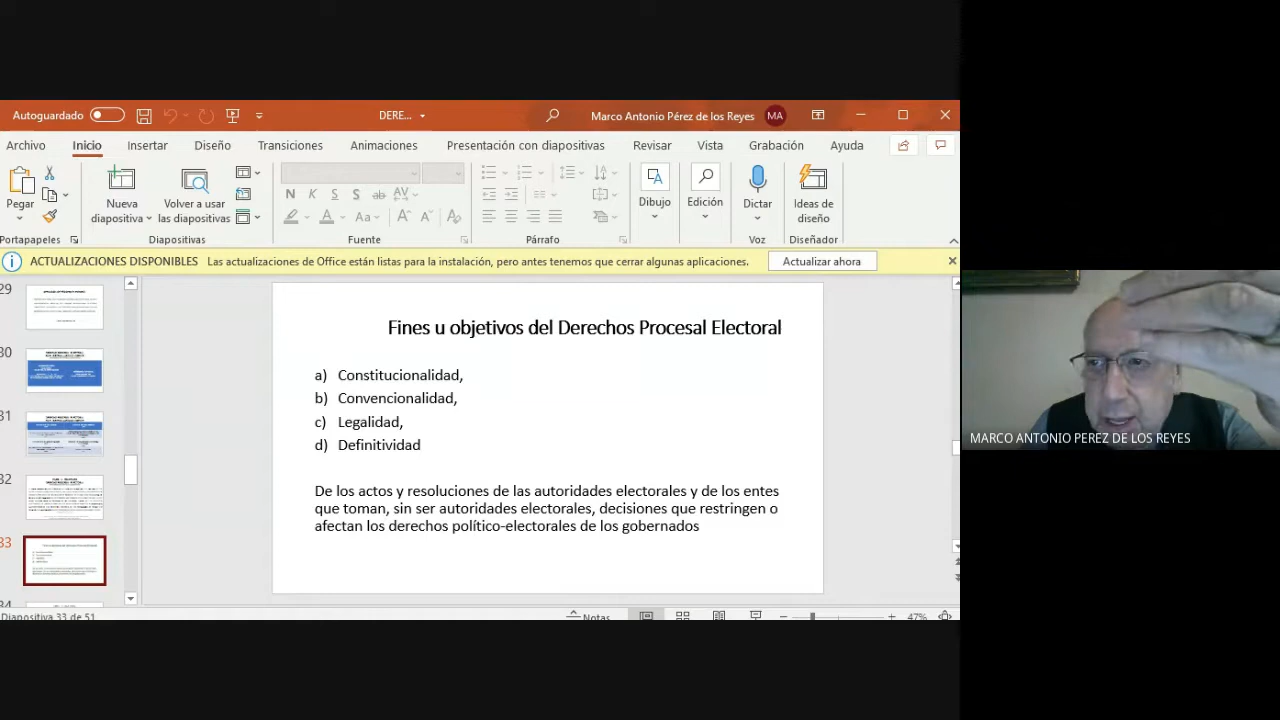 Autoguardado
DERE...
Marco Antonio Pérez de los Reyes
MA
Archivo Inicio Insertar Diseño Transiciones Animaciones Presentación con diapositivas Revisar Vista Grabación Ayuda
Pegar
Nueva diapositiva
Volver a usar las diapositivas
N K S S ab AV
A Aa A A
Dibujo
Edición
Dictar
Ideas de diseño
Portapapeles Diapositivas Fuente Párrafo Voz Diseñador
ACTUALIZACIONES DISPONIBLES Las actualizaciones de Office están listas para la instalación, pero antes tenemos que cerrar algunas aplicaciones. Actualizar ahora
29
30
31
32
33
34
Fines u objetivos del Derechos Procesal Electoral
a) Constitucionalidad,
b) Convencionalidad,
c) Legalidad,
d) Definitividad
De los actos y resoluciones de las autoridades electorales y de los entes
que toman, sin ser autoridades electorales, decisiones que restringen o
afectan los derechos político-electorales de los gobernados
Diapositiva 33 de 51
Notas
47%
MARCO ANTONIO PEREZ DE LOS REYES